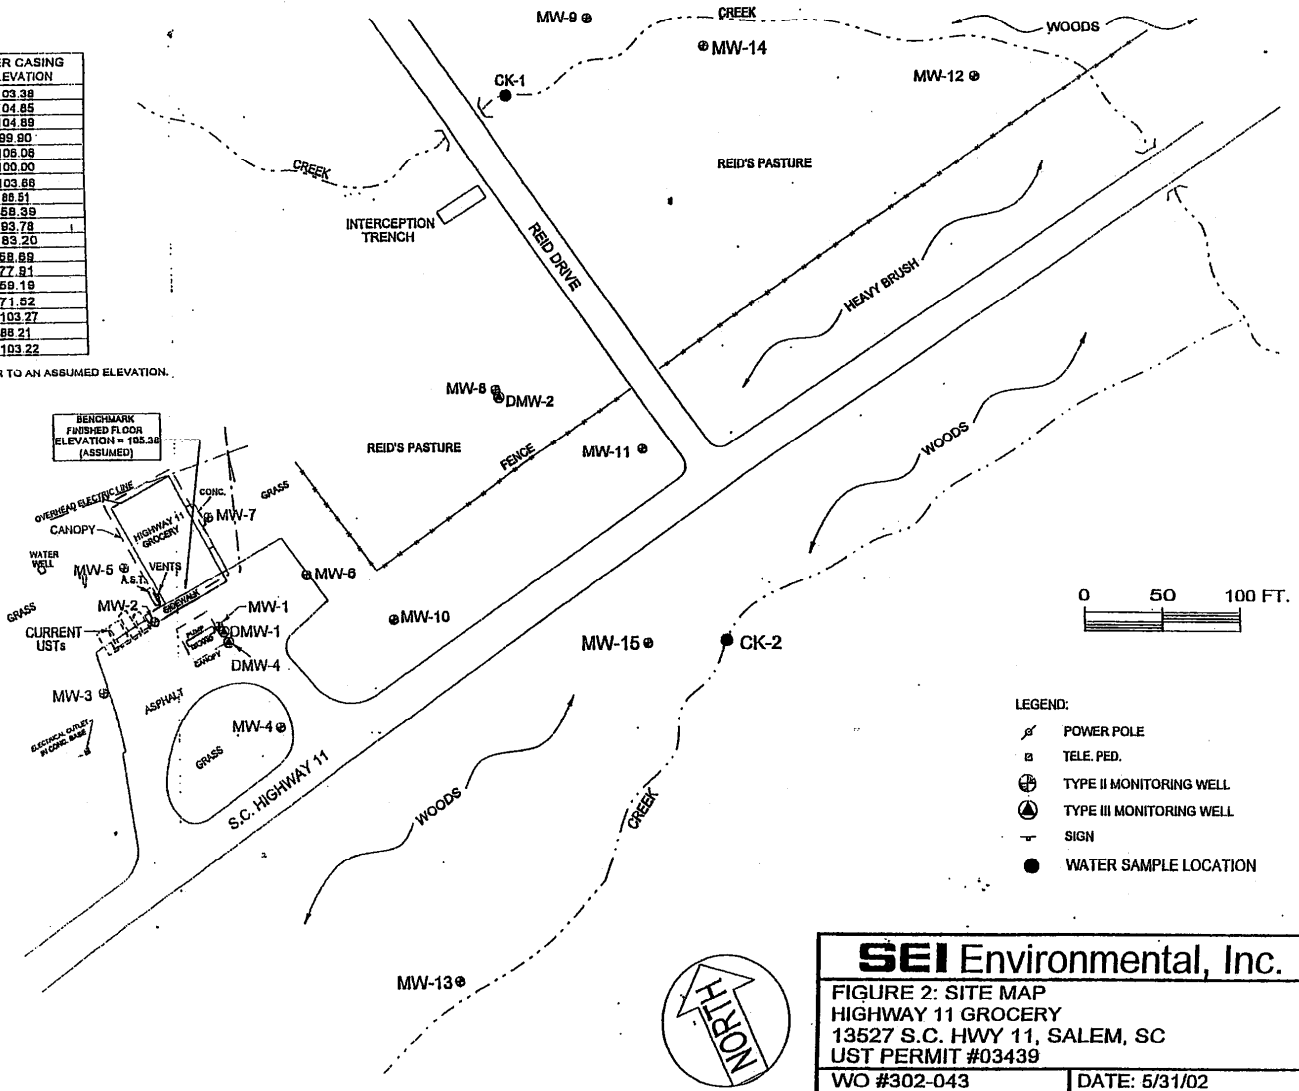 ER CASING
LEVATION
03.38
04.85
04.89
99.90
106.06
100.00
103.66
86.51
58.39
93.78
83.20
58.69
77.91
59.19
71.52
103.27
88.21
103.22
R TO AN ASSUMED ELEVATION.
MW-9
CREEK
WOODS
MW-14
MW-12
CK-1
CREEK
REID'S PASTURE
INTERCEPTION
TRENCH
REID DRIVE
HEAVY BRUSH
MW-8
DMW-2
BENCHMARK
FINISHED FLOOR
ELEVATION = 105.38
(ASSUMED)
REID'S PASTURE
FENCE
MW-11
WOODS
OVERHEAD ELECTRIC LINE
CONC.
GRASS
CANOPY
HIGHWAY 11
GROCERY
MW-7
WATER
WELL
MW-5
A.S.T.
VENTS
MW-6
GRASS
MW-2
SIDEWALK
MW-1
MW-10
CURRENT
USTs
PUMP
DMW-1
CANOPY
DMW-4
MW-15
CK-2
0 50 100 FT.
MW-3
ASPHALT
ELECTRICAL OUTLET
IN CONC. BASE
MW-4
GRASS
S.C. HIGHWAY 11
WOODS
CREEK
LEGEND:
POWER POLE
TELE. PED.
TYPE II MONITORING WELL
TYPE III MONITORING WELL
SIGN
WATER SAMPLE LOCATION
MW-13
NORTH
SEI Environmental, Inc.
FIGURE 2: SITE MAP
HIGHWAY 11 GROCERY
13527 S.C. HWY 11, SALEM, SC
UST PERMIT #03439
WO #302-043
DATE: 5/31/02